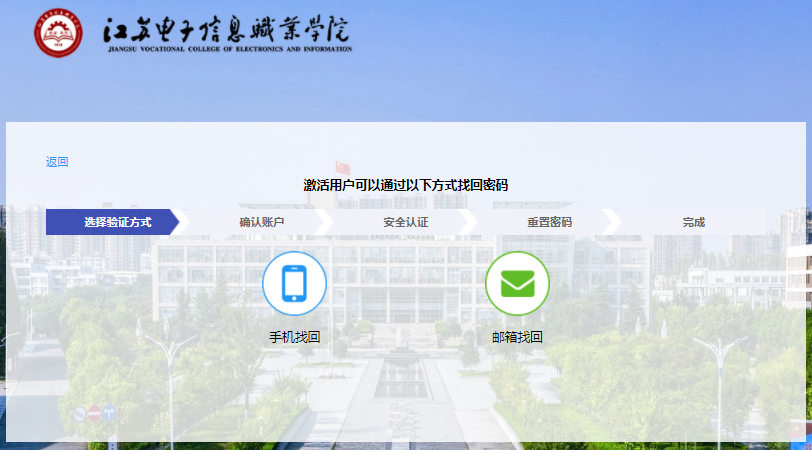 江苏电子信息职业学院
JIANGSU VOCATIONAL COLLEGE OF ELECTRONICS AND INFORMATION
返回
激活用户可以通过以下方式找回密码
选择验证方式
确认账户
安全认证
重置密码
完成
手机找回
邮箱找回